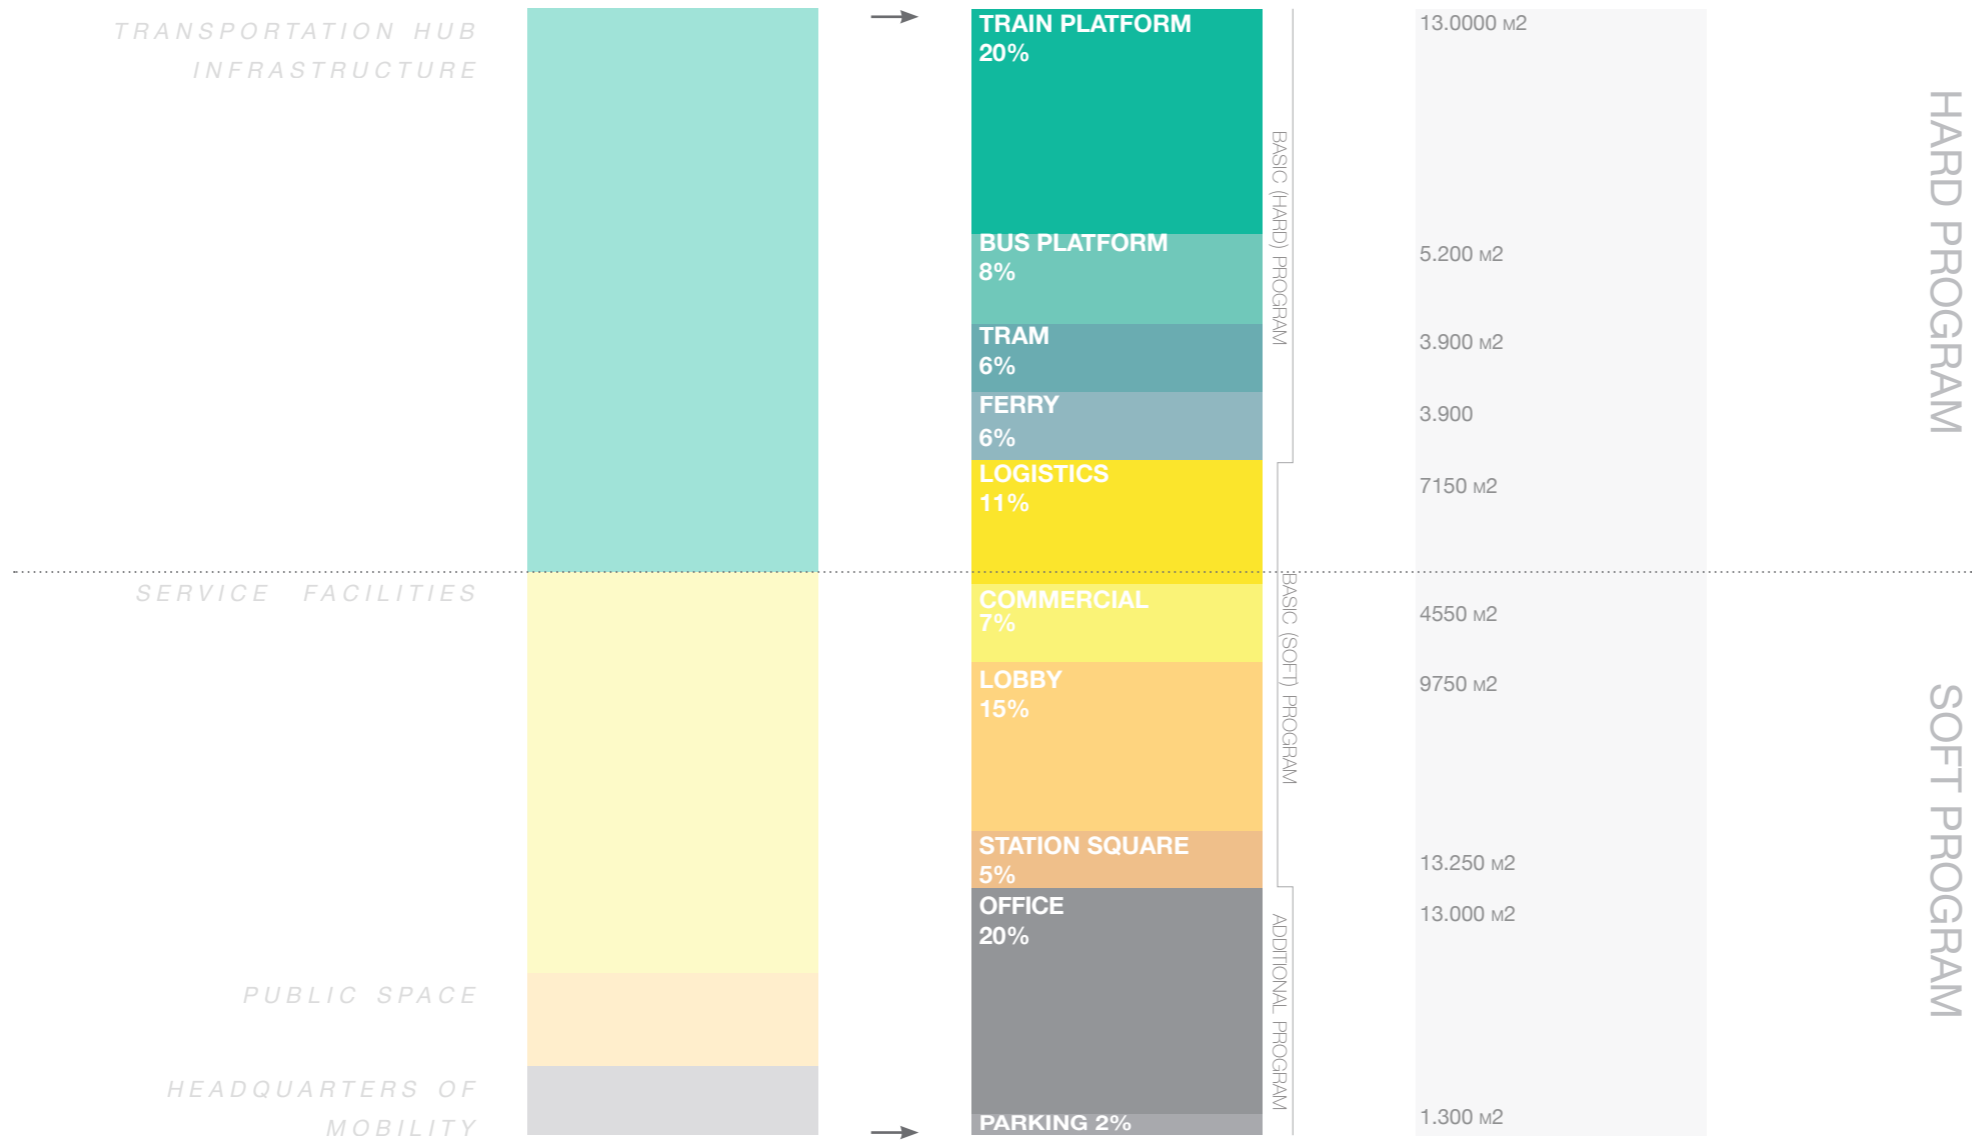 TRANSPORTATION HUB
INFRASTRUCTURE
SERVICE FACILITIES
PUBLIC SPACE
HEADQUARTERS OF
MOBILITY
TRAIN PLATFORM
20%
BUS PLATFORM
8%
TRAM
6%
FERRY
6%
LOGISTICS
11%
COMMERCIAL
7%
LOBBY
15%
STATION SQUARE
5%
OFFICE
20%
PARKING 2%
BASIC (HARD) PROGRAM
BASIC (SOFT) PROGRAM
ADDITIONAL PROGRAM
13.0000 M2
5.200 M2
3.900 M2
3.900
7150 M2
4550 M2
9750 M2
13.250 M2
13.000 M2
1.300 M2
HARD PROGRAM
SOFT PROGRAM